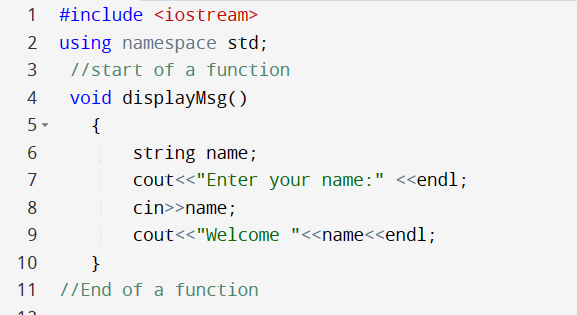 1 #include <iostream>
2 using namespace std;
3 //start of a function
4 void displayMsg()
5 {
6 string name;
7 cout<<"Enter your name:" <<endl;
8 cin>>name;
9 cout<<"Welcome "<<name<<endl;
10 }
11 //End of a function